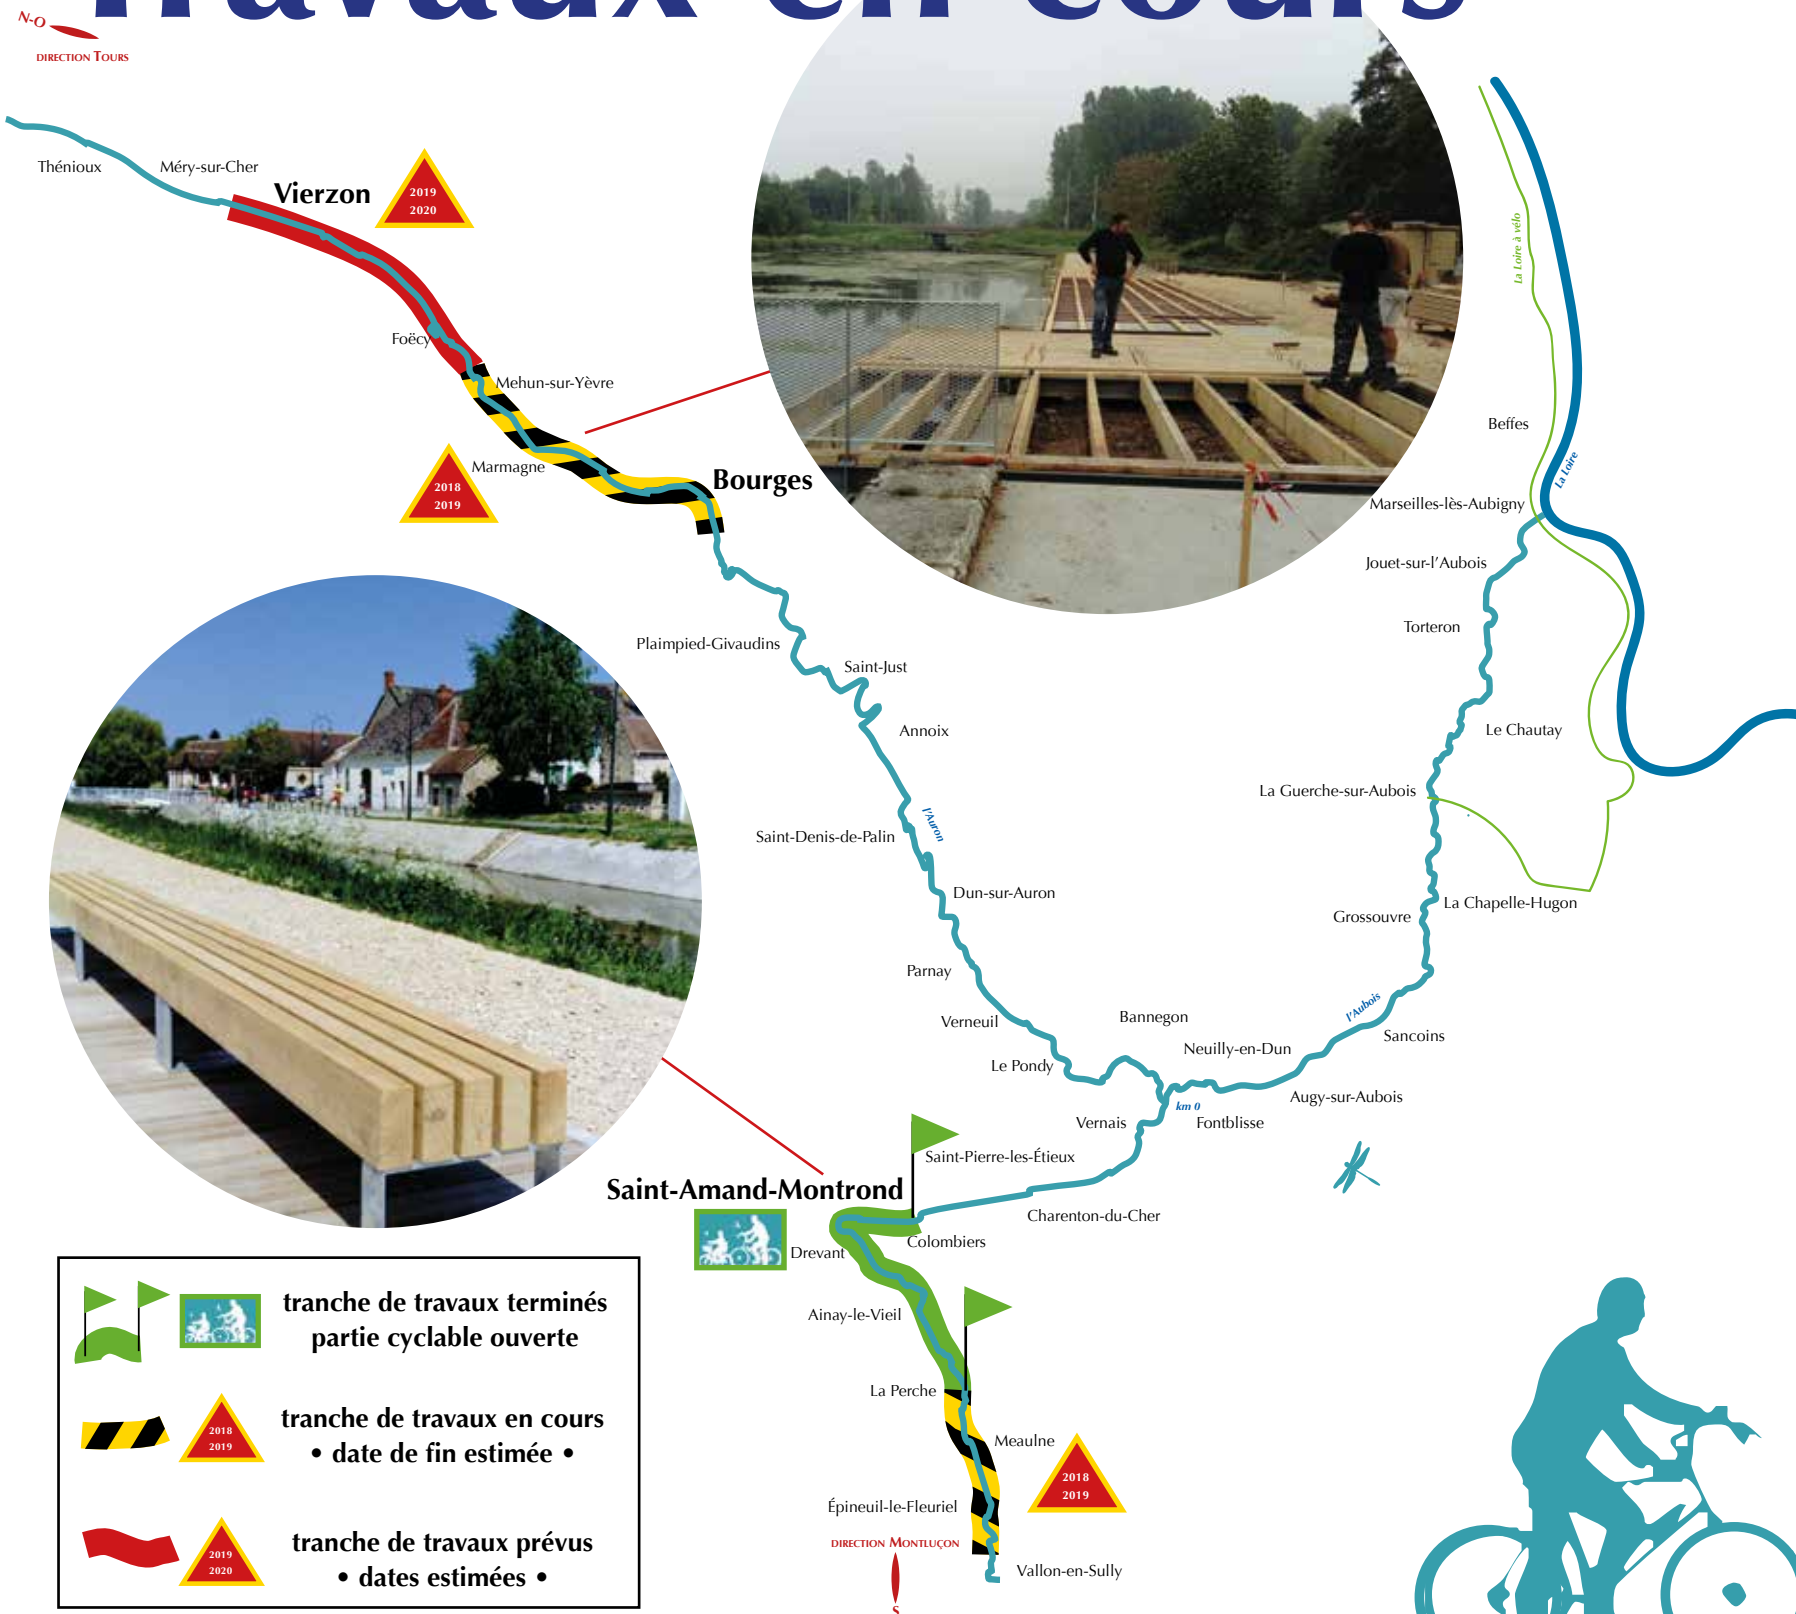 Travaux en cours
N-O
DIRECTION TOURS
Thénioux
Méry-sur-Cher
Vierzon
2019
2020
Foëcy
Mehun-sur-Yèvre
Marmagne
2018
2019
Bourges
La Loire à vélo
Beffes
La Loire
Marseilles-lès-Aubigny
Jouet-sur-l'Aubois
Torteron
Plaimpied-Givaudins
Saint-Just
Annoix
Le Chautay
La Guerche-sur-Aubois
l'Auron
Saint-Denis-de-Palin
Dun-sur-Auron
La Chapelle-Hugon
Grossouvre
Parnay
Verneuil
l'Aubois
Bannegon
Sancoins
Neuilly-en-Dun
Le Pondy
Augy-sur-Aubois
km 0
Vernais
Fontblisse
Saint-Pierre-les-Étieux
Saint-Amand-Montrond
Charenton-du-Cher
Colombiers
Drevant
Ainay-le-Vieil
La Perche
Meaulne
2018
2019
Épineuil-le-Fleuriel
DIRECTION MONTLUÇON
S
Vallon-en-Sully
tranche de travaux terminés
partie cyclable ouverte
2018
2019
tranche de travaux en cours
• date de fin estimée •
2019
2020
tranche de travaux prévus
• dates estimées •